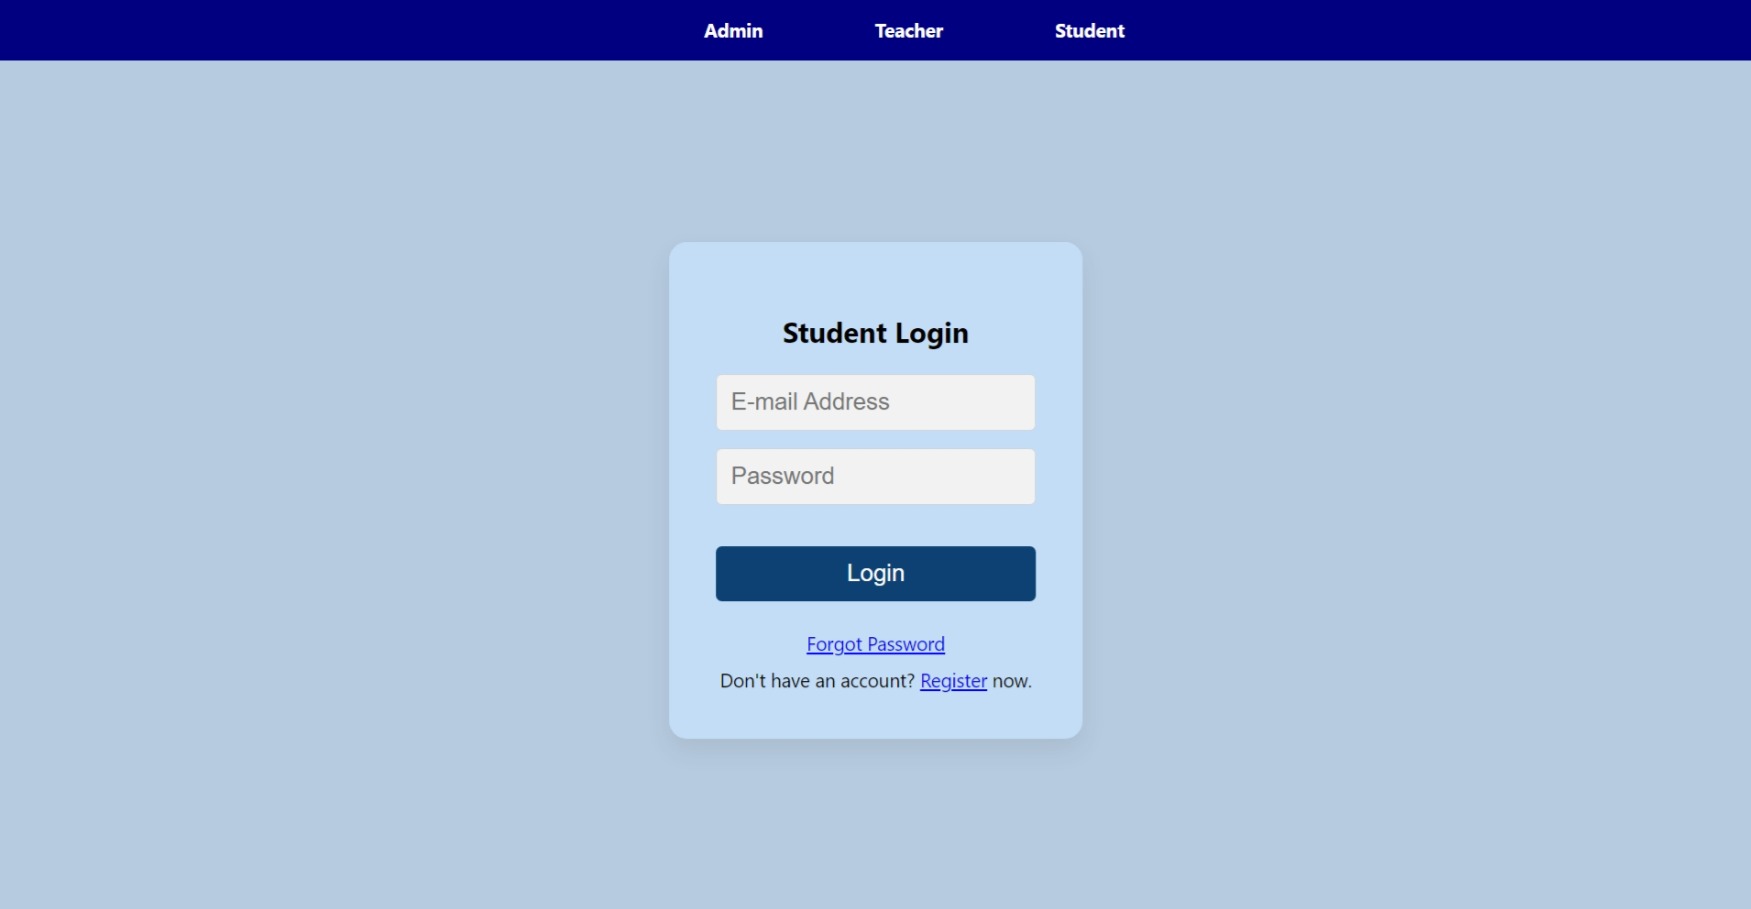 Admin Teacher Student
Student Login
E-mail Address
Password
Login
Forgot Password
Don't have an account? Register now.